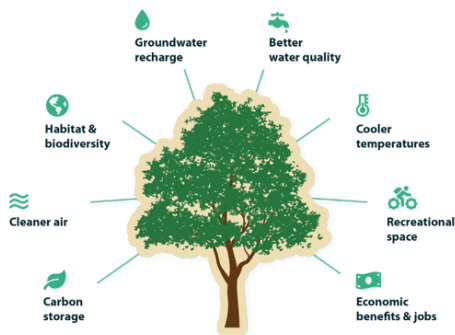 Groundwater
recharge
Better
water quality
Habitat &
biodiversity
Cooler
temperatures
Cleaner air
Recreational
space
Carbon
storage
Economic
benefits & jobs